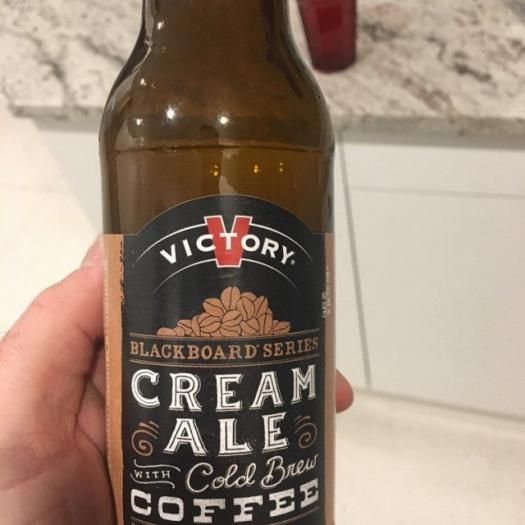 VICTORY
BLACKBOARD SERIES
CREAM
ALE
WITH Cold Brew
COFFEE